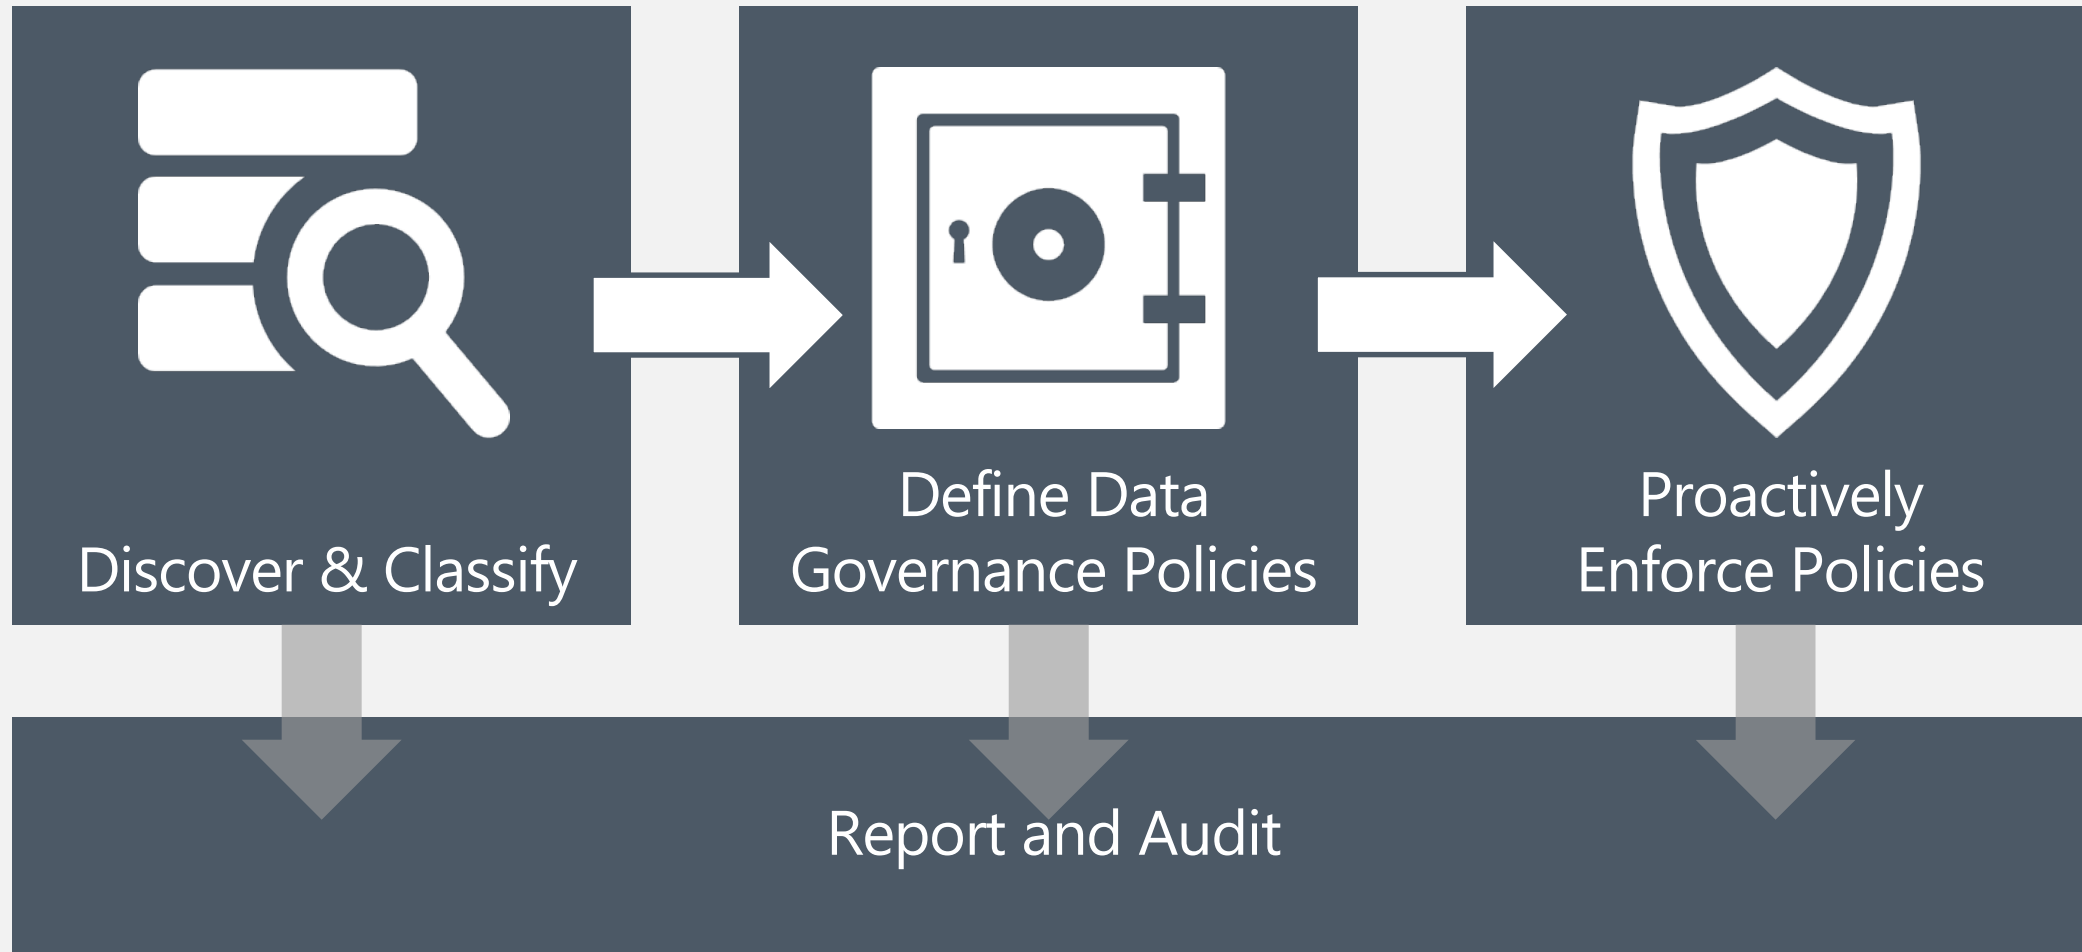 Discover & Classify
Define Data
Governance Policies
Proactively
Enforce Policies
Report and Audit